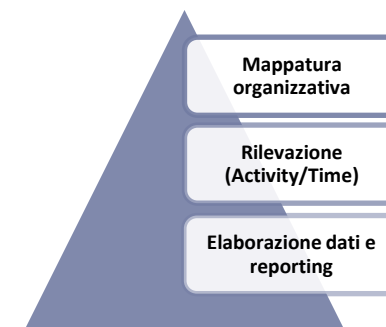 Mappatura
organizzativa
Rilevazione
(Activity/Time)
Elaborazione dati e
reporting